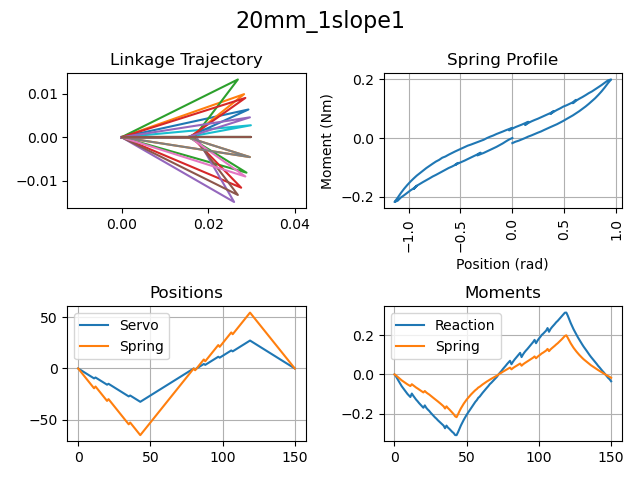 20mm_1slope1
Linkage Trajectory
0.01
0.00
−0.01
0.00
0.02
0.04
Spring Profile
Moment (Nm)
0.2
0.0
−0.2
−1.0
−0.5
0.0
0.5
1.0
Position (rad)
Positions
Servo
Spring
50
0
−50
0
50
100
150
Moments
Reaction
Spring
0.2
0.0
−0.2
0
50
100
150